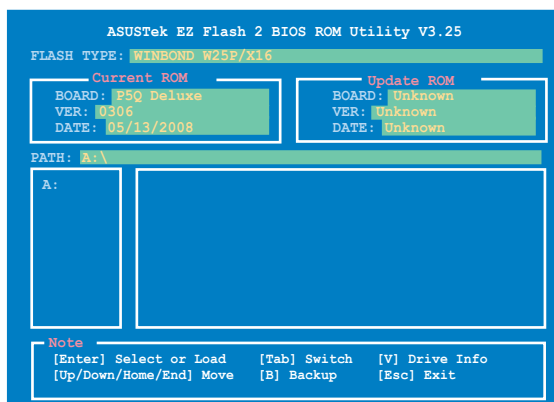 ASUSTek EZ Flash 2 BIOS ROM Utility V3.25
FLASH TYPE: WINBOND W25P/X16
Current ROM
BOARD: P5Q Deluxe
VER: 0306
DATE: 05/13/2008
Update ROM
BOARD: Unknown
VER: Unknown
DATE: Unknown
PATH: A:\
A:
Note
[Enter] Select or Load [Tab] Switch [V] Drive Info
[Up/Down/Home/End] Move [B] Backup [Esc] Exit